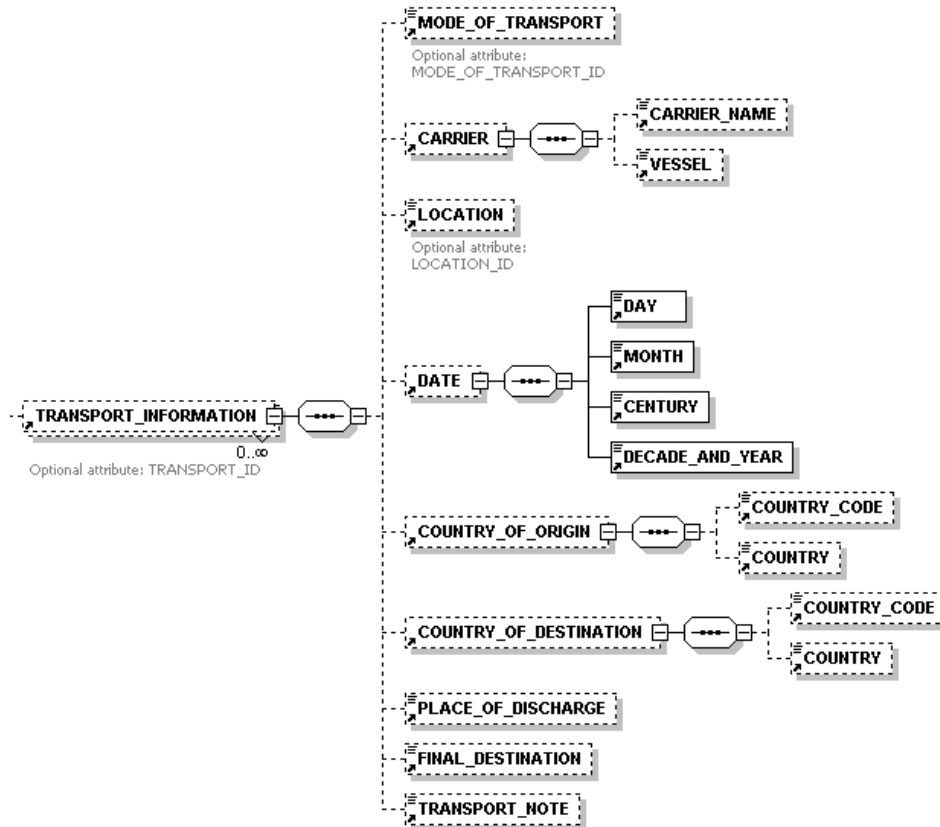 MODE_OF_TRANSPORT
Optional attribute:
MODE_OF_TRANSPORT_ID
CARRIER
CARRIER_NAME
VESSEL
LOCATION
Optional attribute:
LOCATION_ID
DATE
DAY
MONTH
CENTURY
DECADE_AND_YEAR
TRANSPORT_INFORMATION
0..∞
Optional attribute: TRANSPORT_ID
COUNTRY_OF_ORIGIN
COUNTRY_CODE
COUNTRY
COUNTRY_OF_DESTINATION
COUNTRY_CODE
COUNTRY
PLACE_OF_DISCHARGE
FINAL_DESTINATION
TRANSPORT_NOTE